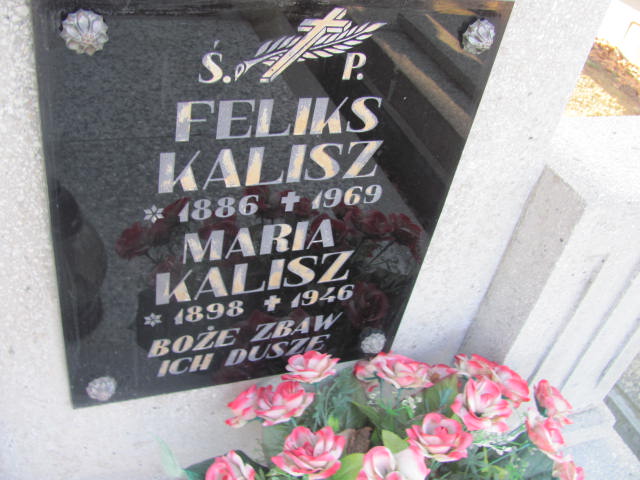 Ś. P.
FELIKS
KALISZ
* 1886 ✝ 1969
MARIA
KALISZ
* 1898 ✝ 1946
BOŻE ZBAW
ICH DUSZE